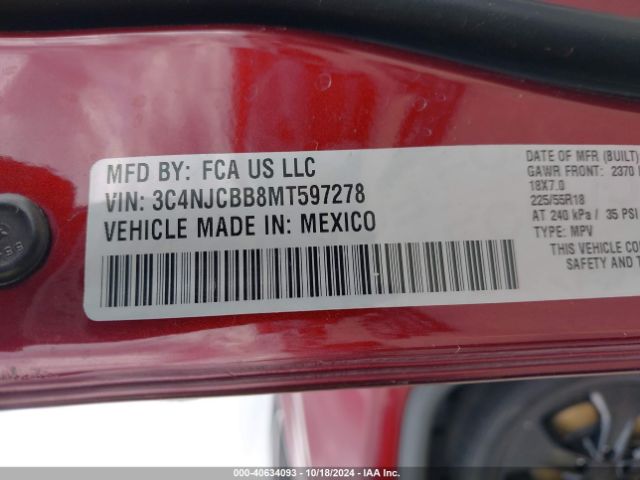 MFD BY: FCA US LLC
VIN: 3C4NJCBB8MT597278
VEHICLE MADE IN: MEXICO
DATE OF MFR (BUILT)
GAWR FRONT: 2370
18X7.0
225/55R18
AT 240 kPa / 35 PSI
TYPE: MPV
THIS VEHICLE CO
SAFETY AND T
000-40634093 - 10/18/2024 - IAA Inc.